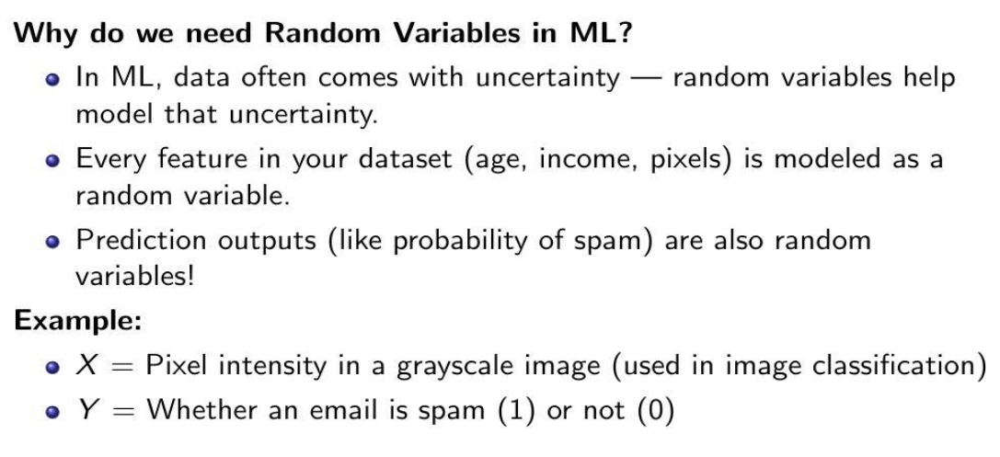 Why do we need Random Variables in ML?
In ML, data often comes with uncertainty — random variables help
model that uncertainty.
Every feature in your dataset (age, income, pixels) is modeled as a
random variable.
Prediction outputs (like probability of spam) are also random
variables!
Example:
X = Pixel intensity in a grayscale image (used in image classification)
Y = Whether an email is spam (1) or not (0)